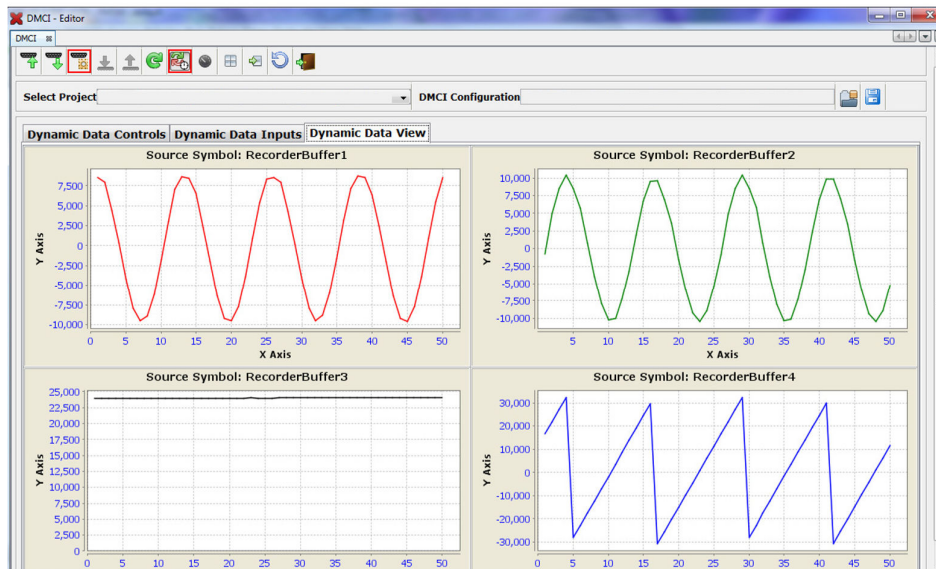 DMCI - Editor
DMCI
Select Project
DMCI Configuration
Dynamic Data Controls
Dynamic Data Inputs
Dynamic Data View
Source Symbol: RecorderBuffer1
7,500
5,000
2,500
0
-2,500
-5,000
-7,500
-10,000
Y Axis
0 5 10 15 20 25 30 35 40 45 50
X Axis
Source Symbol: RecorderBuffer2
10,000
7,500
5,000
2,500
0
-2,500
-5,000
-7,500
-10,000
Y Axis
5 10 15 20 25 30 35 40 45 50
X Axis
Source Symbol: RecorderBuffer3
25,000
22,500
20,000
17,500
15,000
12,500
10,000
7,500
5,000
2,500
0
Y Axis
0 5 10 15 20 25 30 35 40 45 50
Source Symbol: RecorderBuffer4
30,000
20,000
10,000
0
-10,000
-20,000
-30,000
Y Axis
5 10 15 20 25 30 35 40 45 50